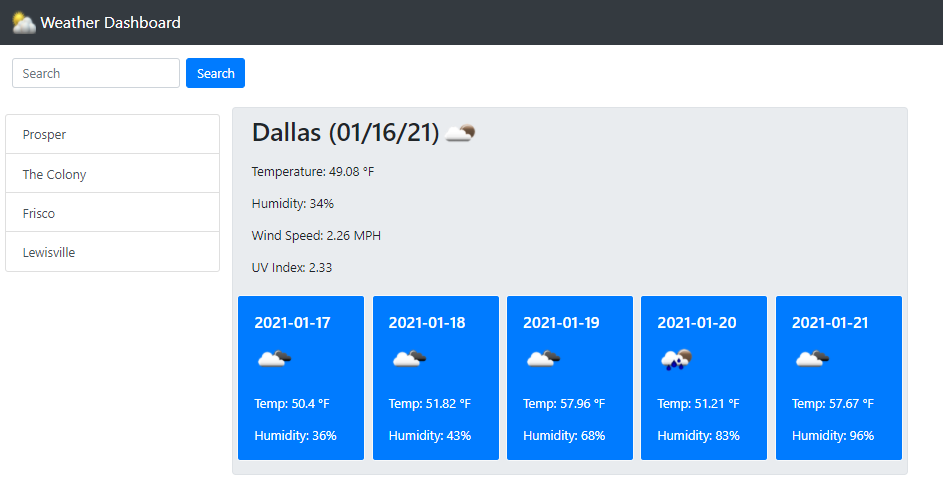 Weather Dashboard
Search
Search
Prosper
The Colony
Frisco
Lewisville
Dallas (01/16/21)
Temperature: 49.08 °F
Humidity: 34%
Wind Speed: 2.26 MPH
UV Index: 2.33
2021-01-17
Temp: 50.4 °F
Humidity: 36%
2021-01-18
Temp: 51.82 °F
Humidity: 43%
2021-01-19
Temp: 57.96 °F
Humidity: 68%
2021-01-20
Temp: 51.21 °F
Humidity: 83%
2021-01-21
Temp: 57.67 °F
Humidity: 96%